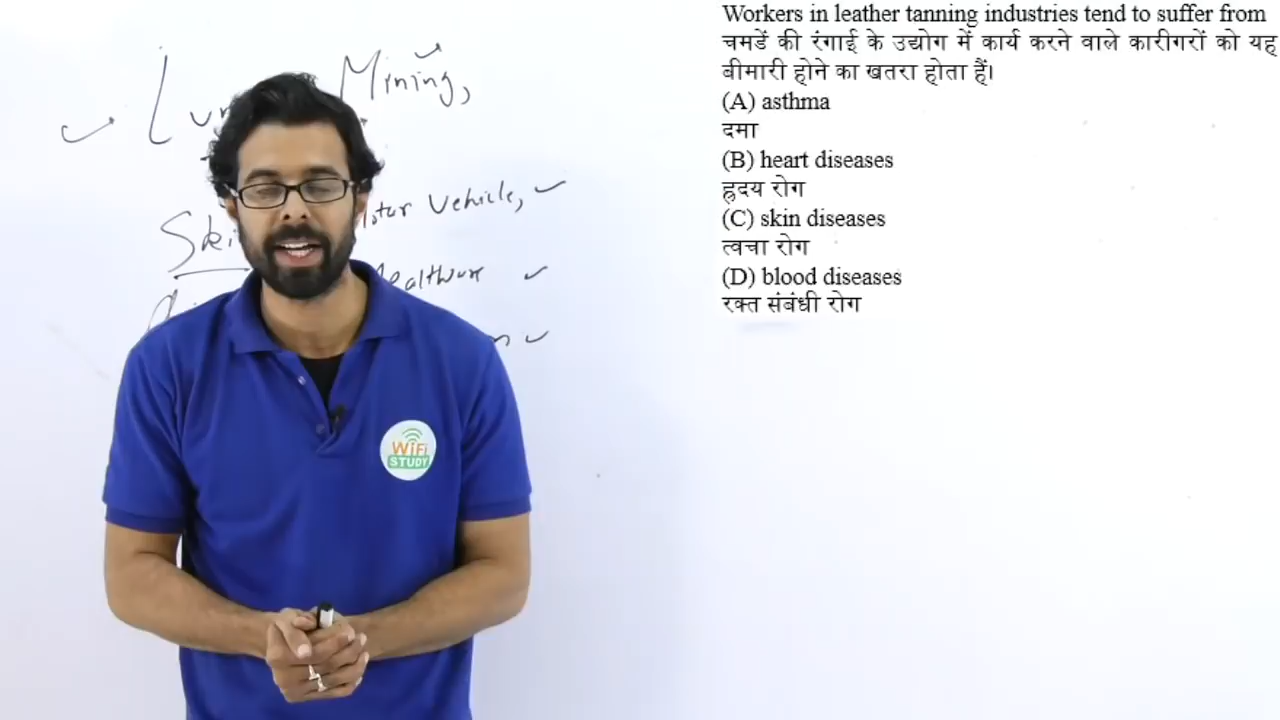 Workers in leather tanning industries tend to suffer from
चमडें की रंगाई के उद्योग में कार्य करने वाले कारीगरों को यह
बीमारी होने का खतरा होता हैं।
(A) asthma
दमा
(B) heart diseases
हृदय रोग
(C) skin diseases
त्वचा रोग
(D) blood diseases
रक्त संबंधी रोग
Mining,
Vehicle,
WiFi
STUDY